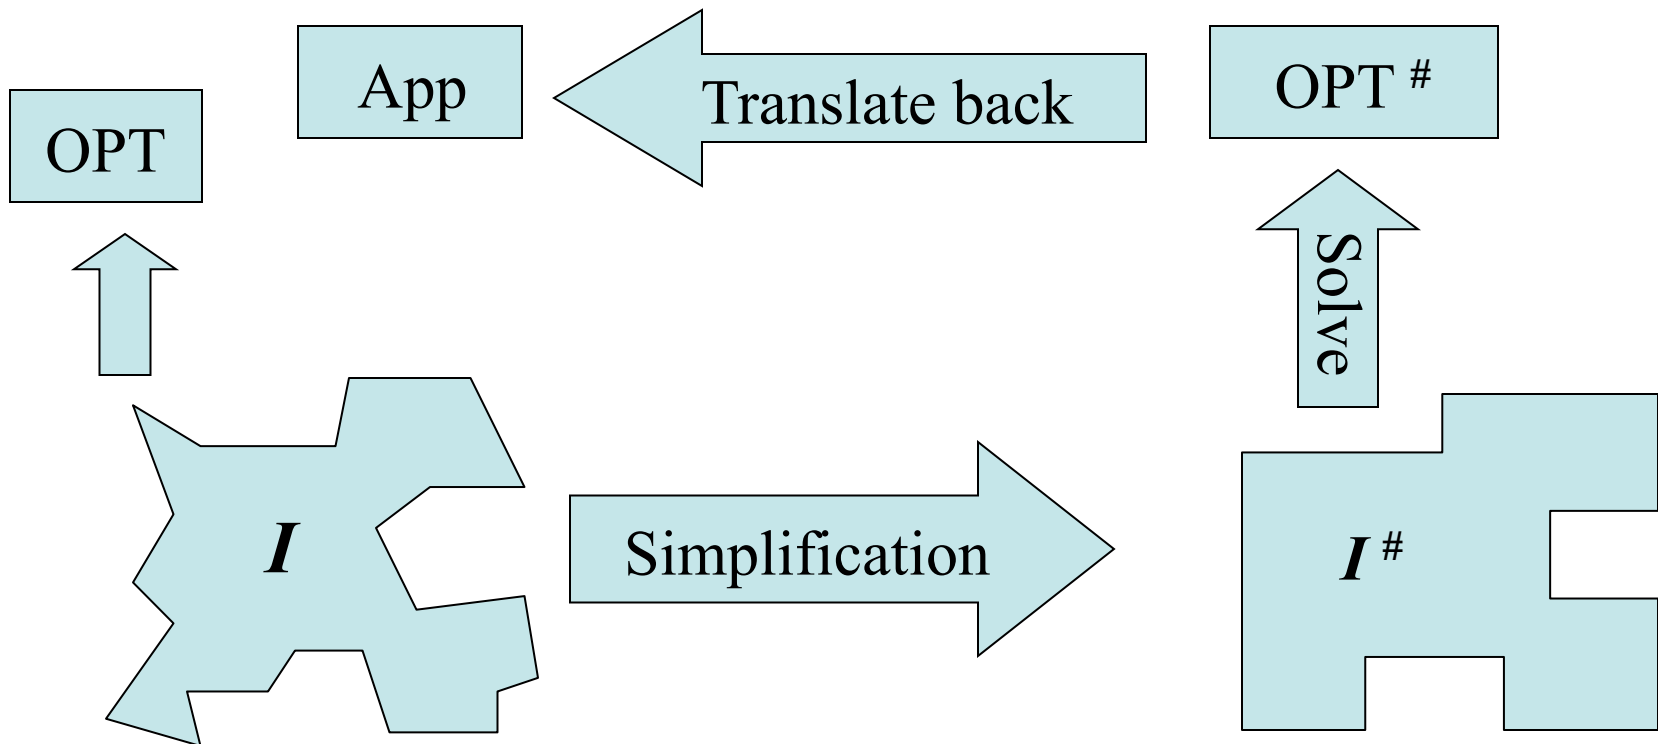 App
Translate back
OPT #
OPT
Solve
I
Simplification
I #